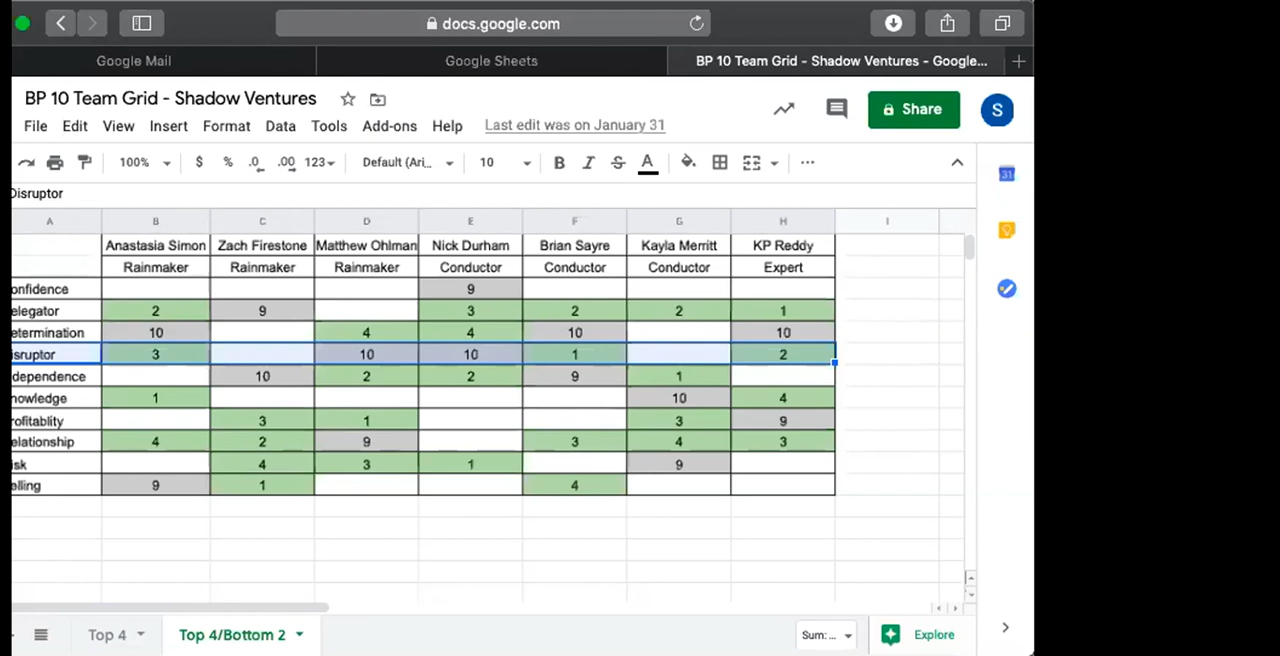 docs.google.com
Google Mail
Google Sheets
BP 10 Team Grid - Shadow Ventures - Google...
BP 10 Team Grid - Shadow Ventures
Share
S
File Edit View Insert Format Data Tools Add-ons Help Last edit was on January 31
100% $ % .0 .00 123 Default (Ari... 10 B I S A ...
31
Disruptor
A B C D E F G H I
Anastasia Simon Zach Firestone Matthew Ohlman Nick Durham Brian Sayre Kayla Merritt KP Reddy
Rainmaker Rainmaker Rainmaker Conductor Conductor Conductor Expert
onfidence 9
elegator 2 9 3 2 2 1
etermination 10 4 4 10 10
isruptor 3 10 10 1 2
dependence 10 2 2 9 1
nowledge 1 10 4
rofitablity 3 1 3 9
elationship 4 2 9 3 4 3
isk 4 3 1 9
elling 9 1 4
Top 4 Top 4/Bottom 2 Sum:... Explore